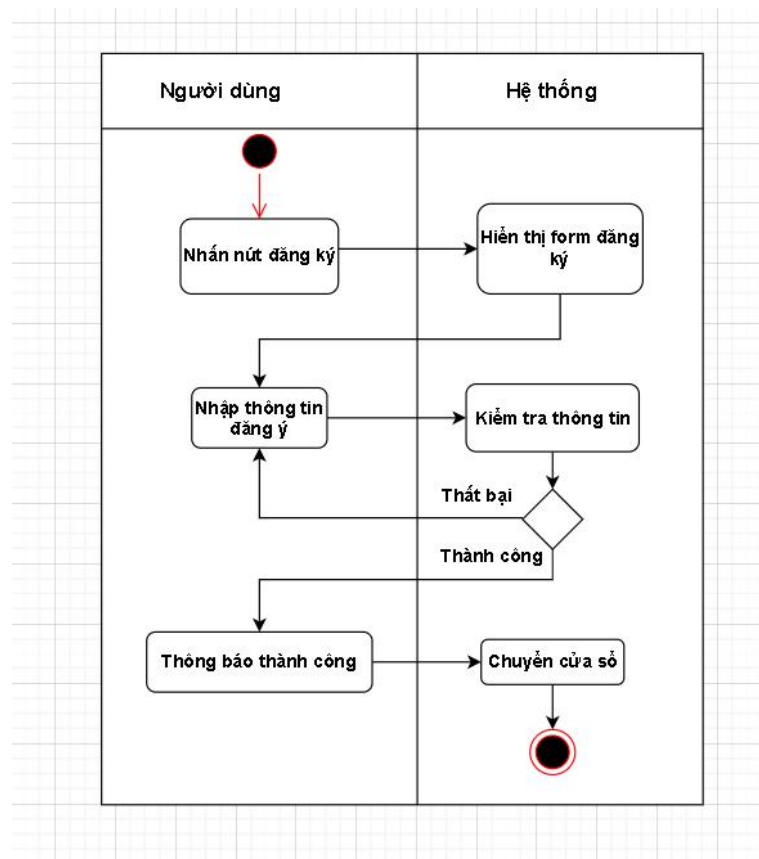 Người dùng
Hệ thống
Nhấn nút đăng ký
Hiển thị form đăng
ký
Nhập thông tin
đăng ý
Kiểm tra thông tin
Thất bại
Thành công
Thông báo thành công
Chuyển cửa sổ